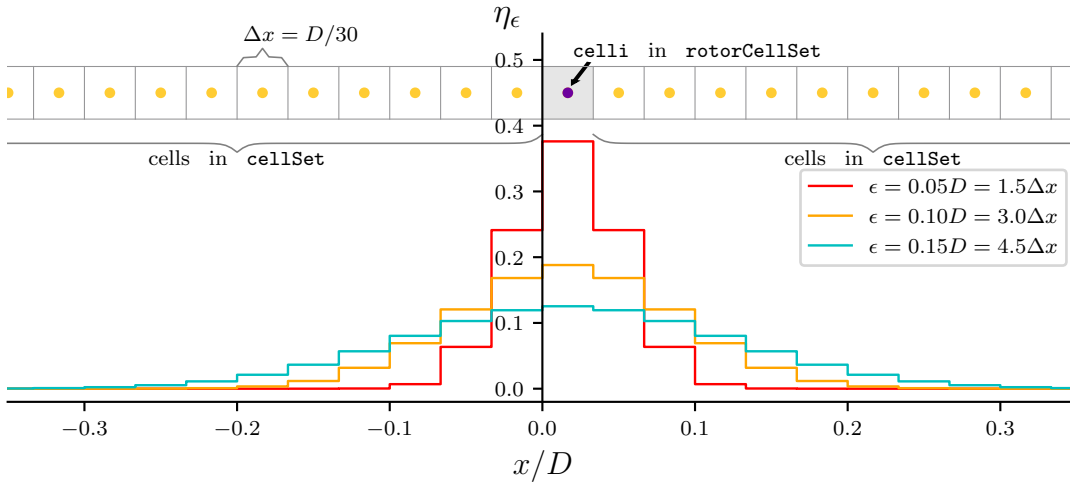 η_ϵ
Δx = D/30
celli in rotorCellSet
0.5
0.4
cells in cellSet
cells in cellSet
ϵ = 0.05D = 1.5Δx
ϵ = 0.10D = 3.0Δx
ϵ = 0.15D = 4.5Δx
0.3
0.2
0.1
0.0
−0.3 −0.2 −0.1 0.0 0.1 0.2 0.3
x/D